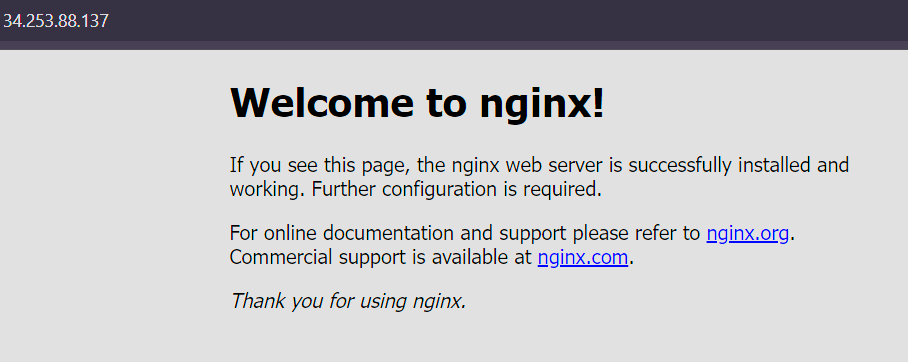 34.253.88.137
Welcome to nginx!
If you see this page, the nginx web server is successfully installed and
working. Further configuration is required.
For online documentation and support please refer to nginx.org.
Commercial support is available at nginx.com.
Thank you for using nginx.